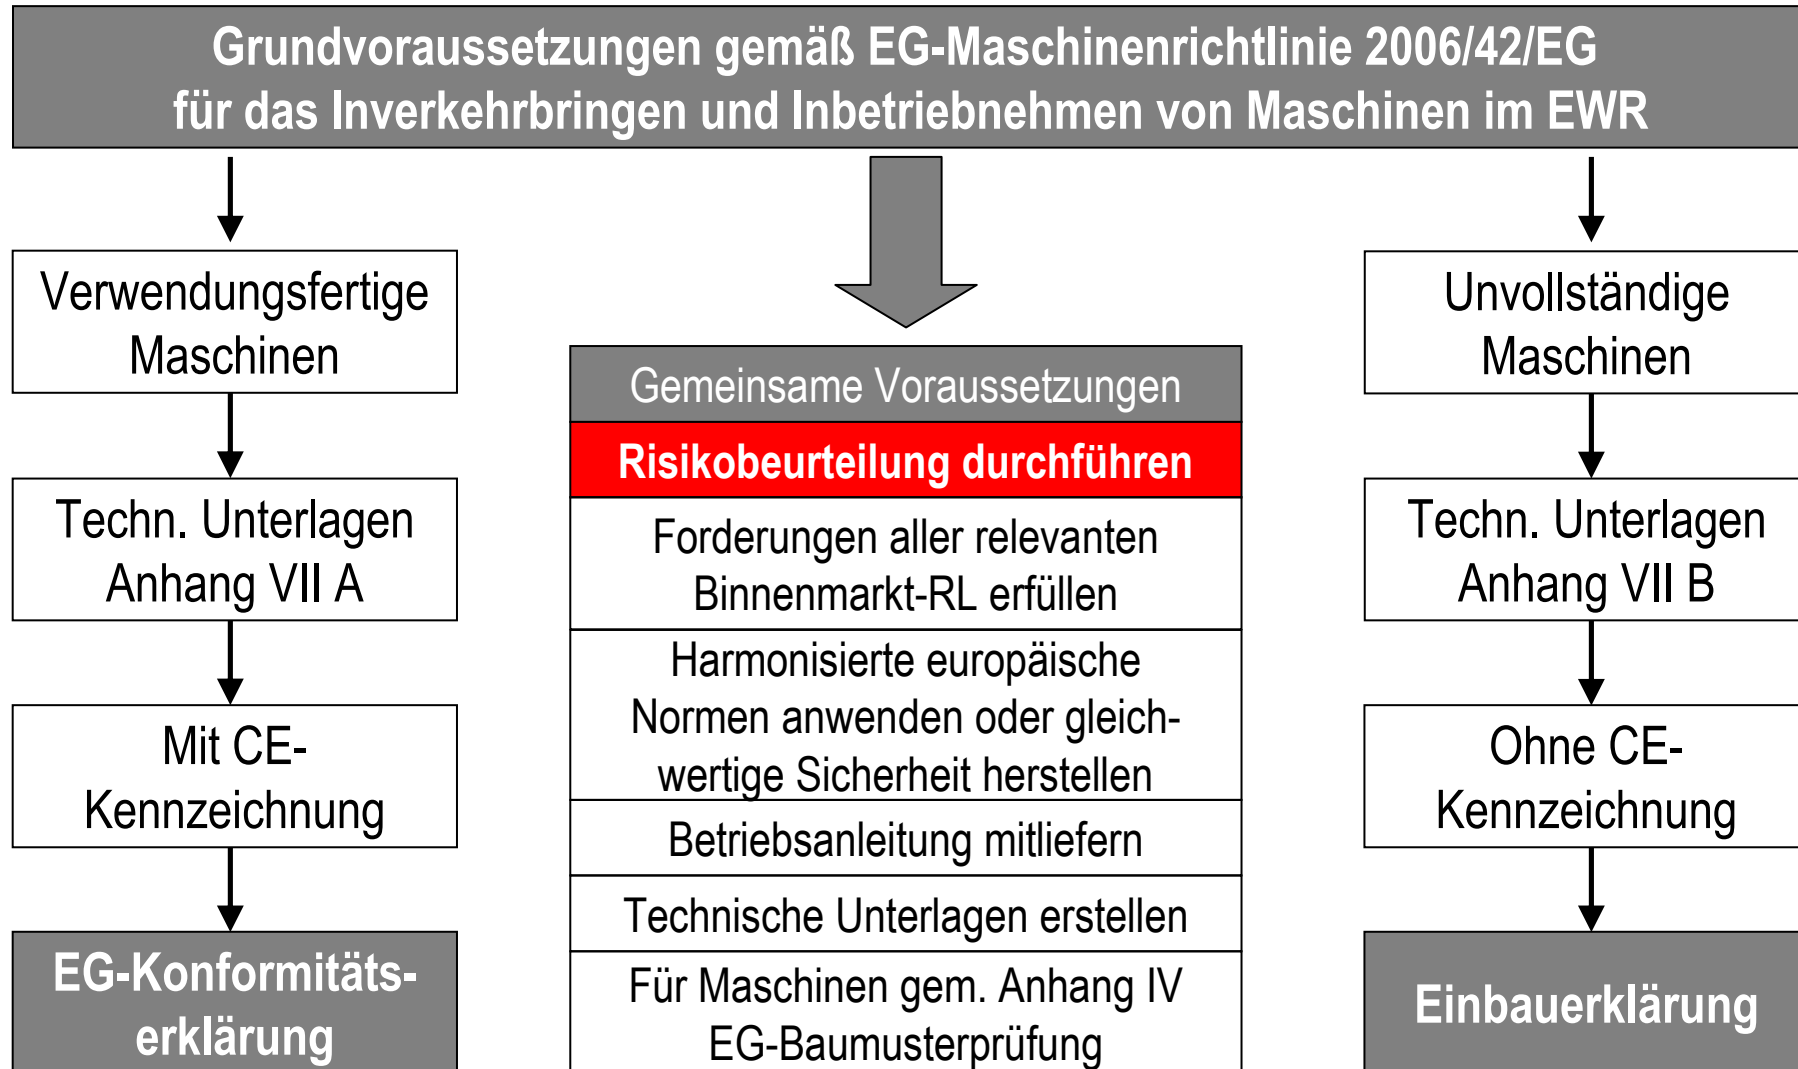 Grundvoraussetzungen gemäß EG-Maschinenrichtlinie 2006/42/EG
für das Inverkehrbringen und Inbetriebnehmen von Maschinen im EWR
Verwendungsfertige
Maschinen
Techn. Unterlagen
Anhang VII A
Mit CE-
Kennzeichnung
EG-Konformitäts-
erklärung
Gemeinsame Voraussetzungen
Risikobeurteilung durchführen
Forderungen aller relevanten
Binnenmarkt-RL erfüllen
Harmonisierte europäische
Normen anwenden oder gleich-
wertige Sicherheit herstellen
Betriebsanleitung mitliefern
Technische Unterlagen erstellen
Für Maschinen gem. Anhang IV
EG-Baumusterprüfung
Unvollständige
Maschinen
Techn. Unterlagen
Anhang VII B
Ohne CE-
Kennzeichnung
Einbauerklärung